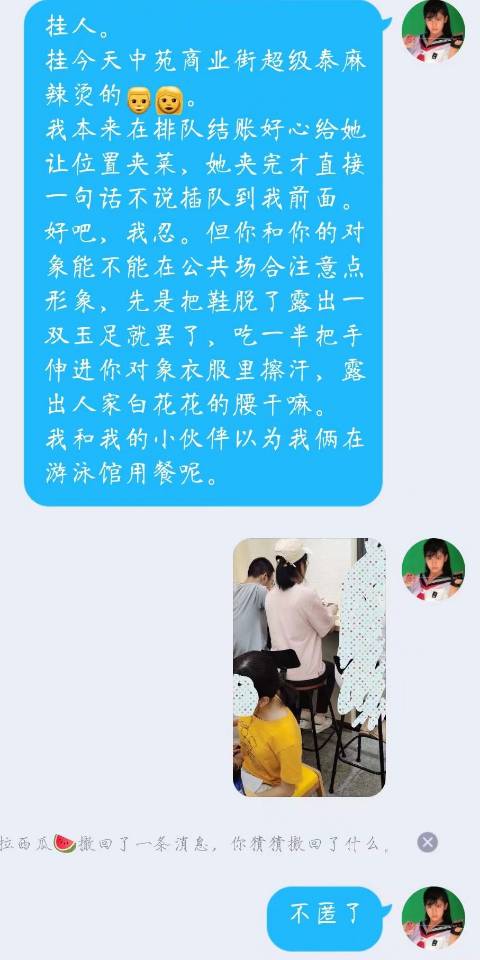 挂人。
挂今天中苑商业街超级泰麻
辣烫的👨👩。
我本来在排队结账好心给她
让位置夹菜，她夹完才直接
一句话不说插队到我前面。
好吧，我忍。但你和你的对
象能不能在公共场合注意点
形象，先是把鞋脱了露出一
双玉足就罢了，吃一半把手
伸进你对象衣服里擦汗，露
出人家白花花的腰干嘛。
我和我的小伙伴以为我俩在
游泳馆用餐呢。
拉西瓜🍉撤回了一条消息，你猜猜撤回了什么。
不匿了